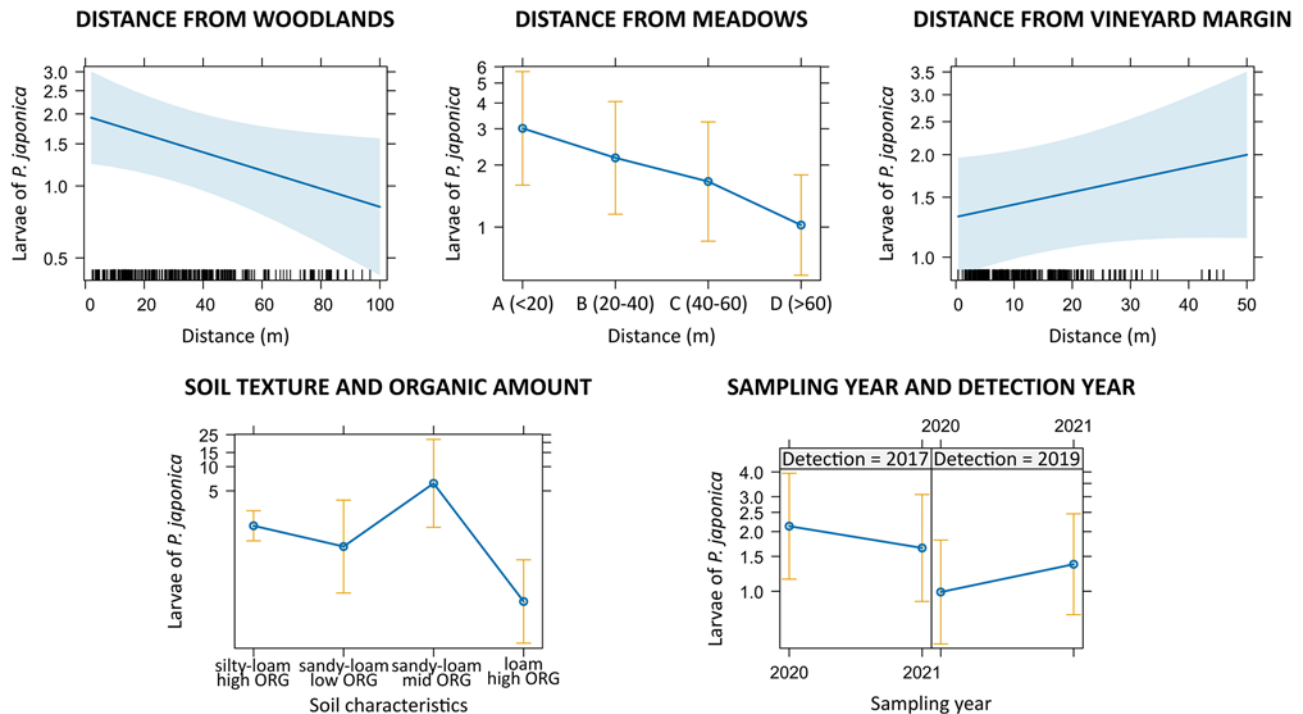 DISTANCE FROM WOODLANDS
Larvae of P. japonica
3.0
2.0
1.5
1.0
0.5
0 20 40 60 80 100
Distance (m)
DISTANCE FROM MEADOWS
Larvae of P. japonica
6
5
4
3
2
1
A (<20) B (20-40) C (40-60) D (>60)
Distance (m)
DISTANCE FROM VINEYARD MARGIN
Larvae of P. japonica
3.5
3.0
2.5
2.0
1.5
1.0
0 10 20 30 40 50
Distance (m)
SOIL TEXTURE AND ORGANIC AMOUNT
Larvae of P. japonica
25
15
10
5
silty-loam sandy-loam sandy-loam loam
high ORG low ORG mid ORG high ORG
Soil characteristics
SAMPLING YEAR AND DETECTION YEAR
2020 2021
Detection = 2017 Detection = 2019
Larvae of P. japonica
4.0
3.0
2.5
2.0
1.5
1.0
2020 2021
Sampling year